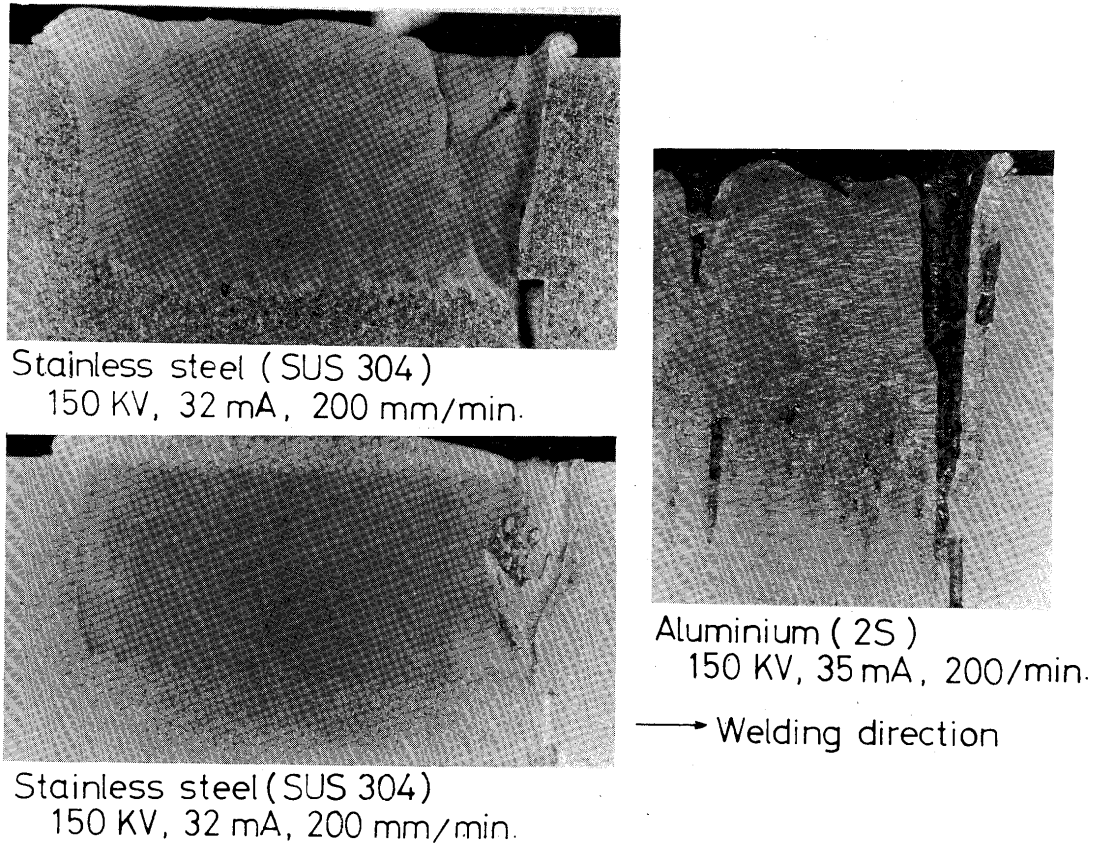 Stainless steel (SUS 304)
150 KV, 32 mA, 200 mm/min.
Stainless steel (SUS 304)
150 KV, 32 mA, 200 mm/min.
Aluminium (2S)
150 KV, 35 mA, 200/min.
Welding direction